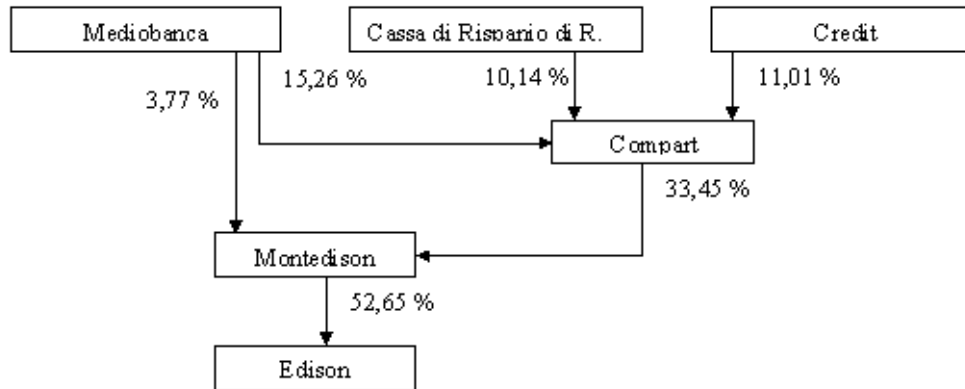 Mediobanca
Cassa di Rispario di R.
Credit
3,77 %
15,26 %
10,14 %
11,01 %
Compart
33,45 %
Montedison
52,65 %
Edison